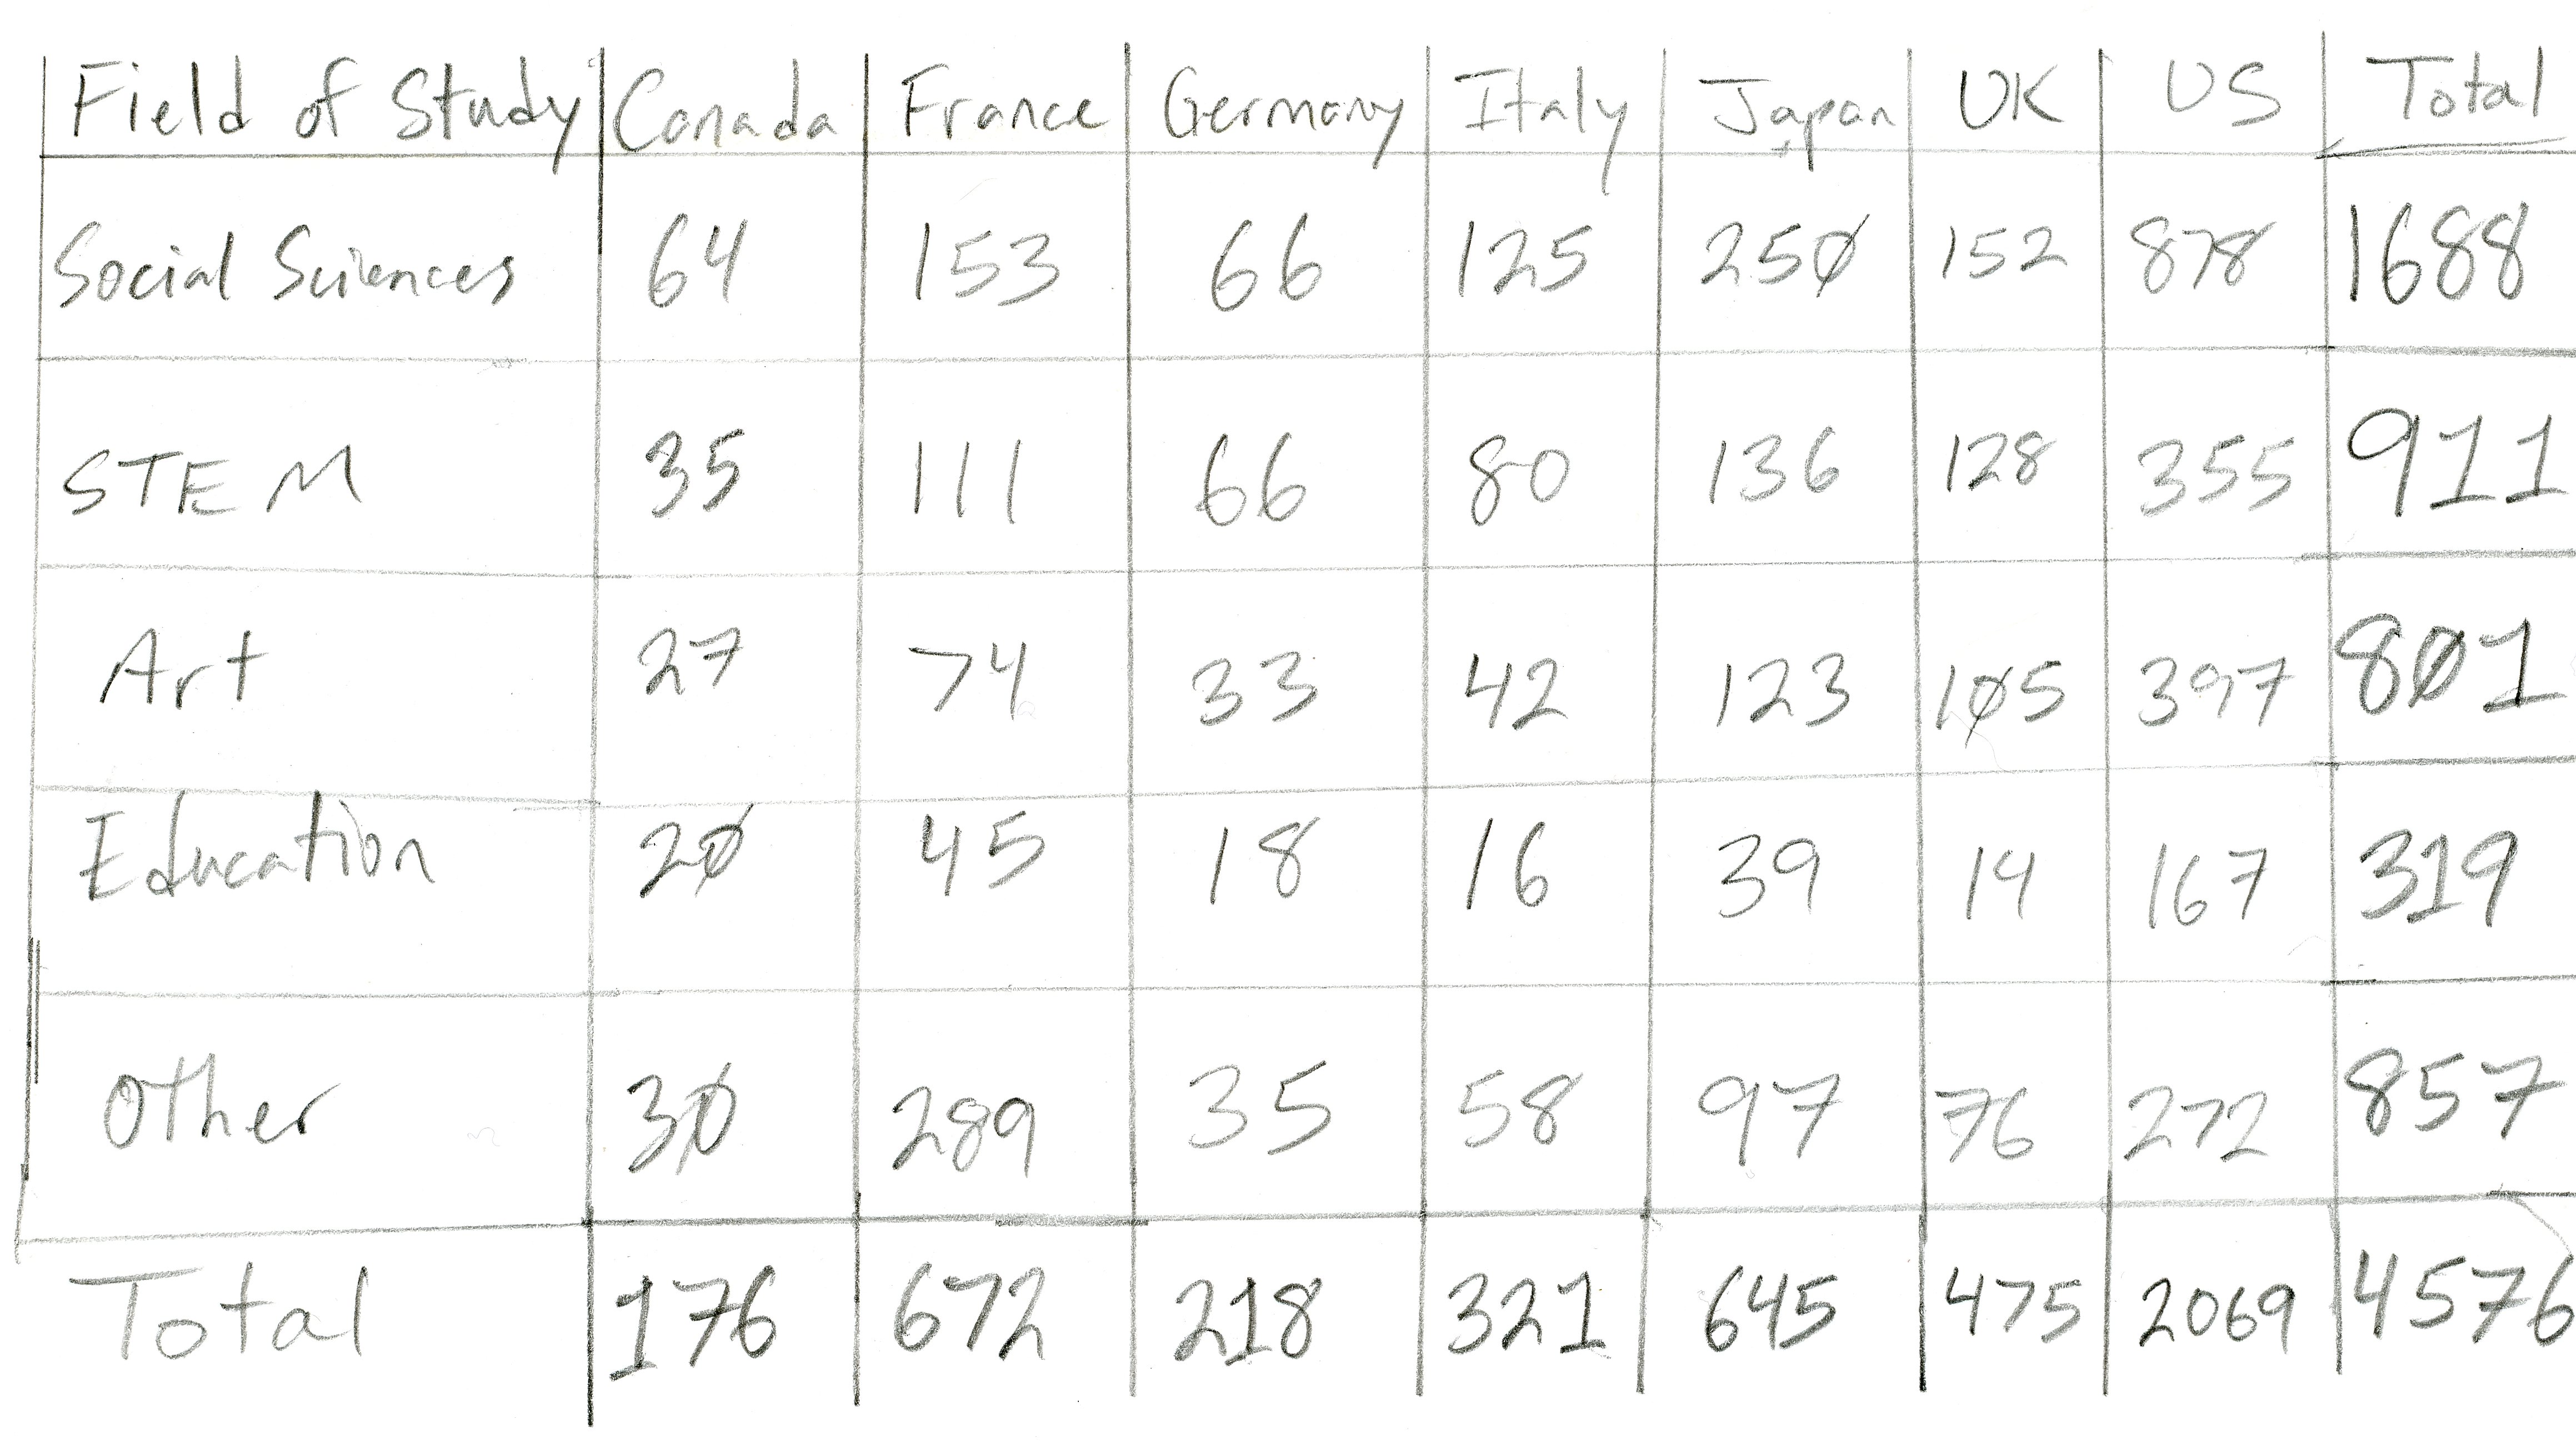 Field of Study Canada France Germany Italy Japan UK US Total
Social Sciences 64 153 66 125 250 152 878 1688
STEM 35 111 66 80 136 128 355 911
Art 27 74 33 42 123 105 397 801
Education 20 45 18 16 39 14 167 319
Other 30 289 35 58 97 76 272 857
Total 176 672 218 321 645 475 2069 4576